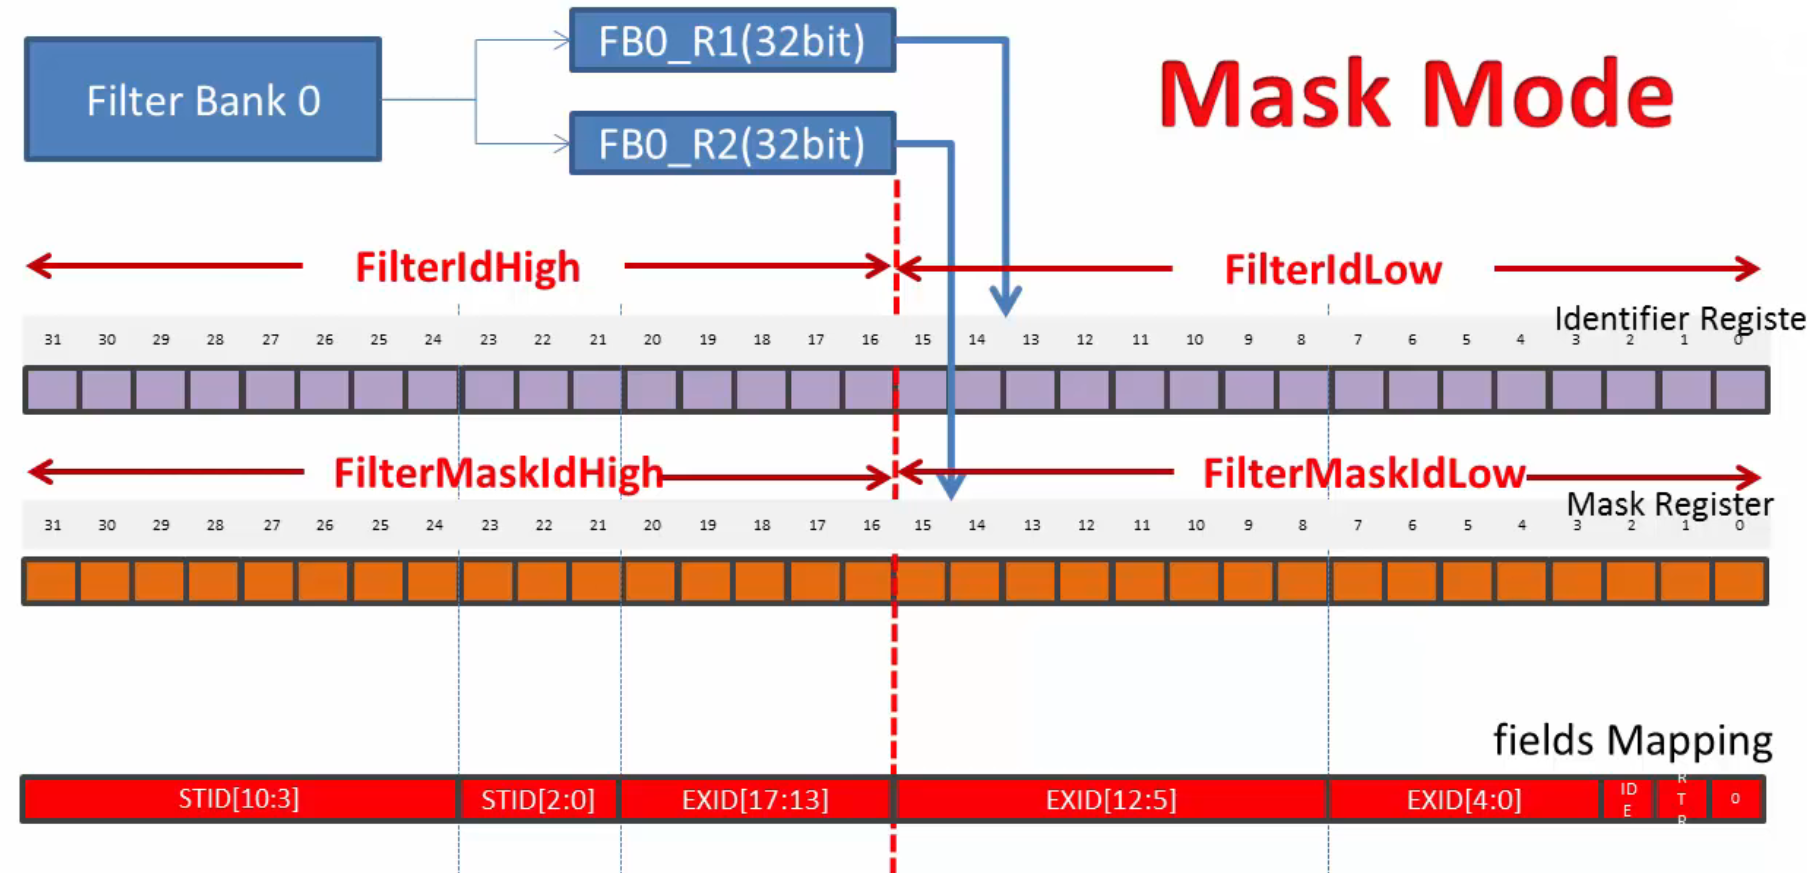 FB0_R1(32bit)
Mask Mode
Filter Bank 0
FB0_R2(32bit)
FilterIdHigh
FilterIdLow
Identifier Registe
31 30 29 28 27 26 25 24 23 22 21 20 19 18 17 16 15 14 13 12 11 10 9 8 7 6 5 4 3 2 1 0
FilterMaskIdHigh
FilterMaskIdLow
Mask Register
31 30 29 28 27 26 25 24 23 22 21 20 19 18 17 16 15 14 13 12 11 10 9 8 7 6 5 4 3 2 1 0
fields Mapping
STID[10:3] STID[2:0] EXID[17:13] EXID[12:5] EXID[4:0] IDE RTR 0